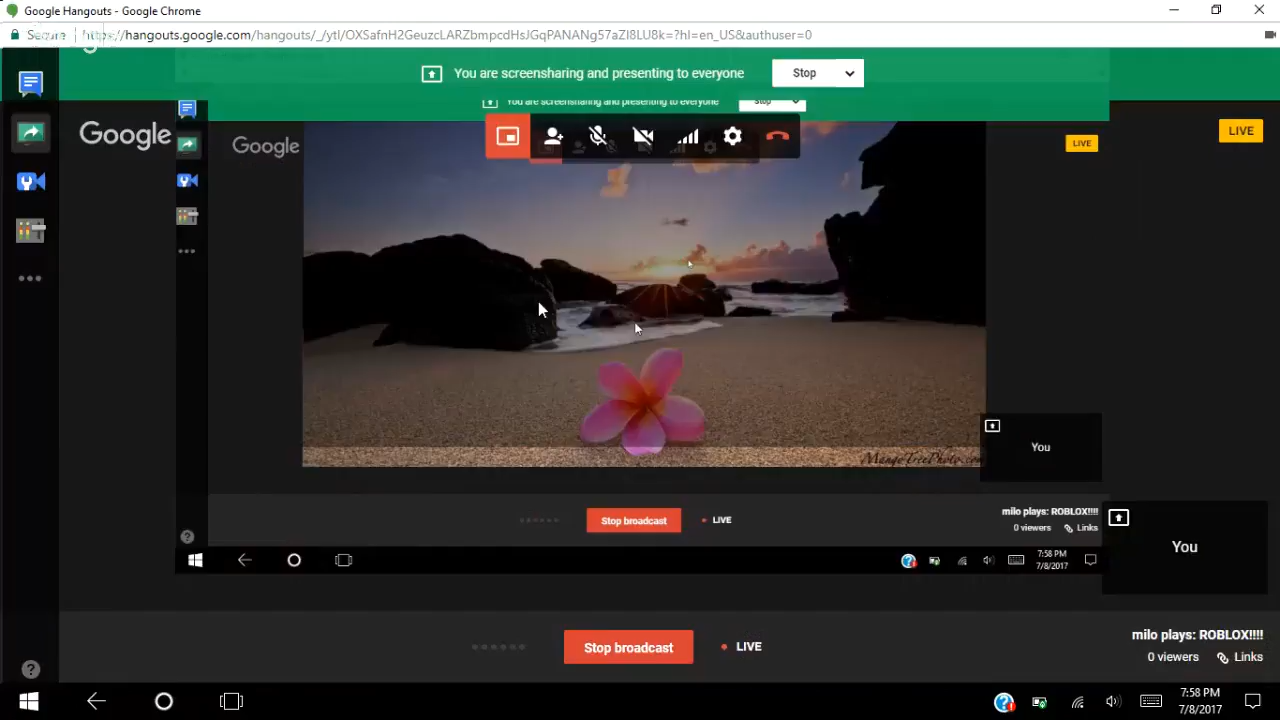 Google Hangouts - Google Chrome
Secure https://hangouts.google.com/hangouts/_/ytl/OXSafnH2GeuzcLARZbmpcdHsJGqPANANg57aZI8LU8k=?hl=en_US&authuser=0
You are screensharing and presenting to everyone
Stop
You are screensharing and presenting to everyone
Stop
Google
LIVE
Google
LIVE
MangoTreePhoto.com
You
Stop broadcast
LIVE
milo plays: ROBLOX!!!!
0 viewers Links
7:58 PM
7/8/2017
You
Stop broadcast
LIVE
milo plays: ROBLOX!!!!
0 viewers Links
7:58 PM
7/8/2017